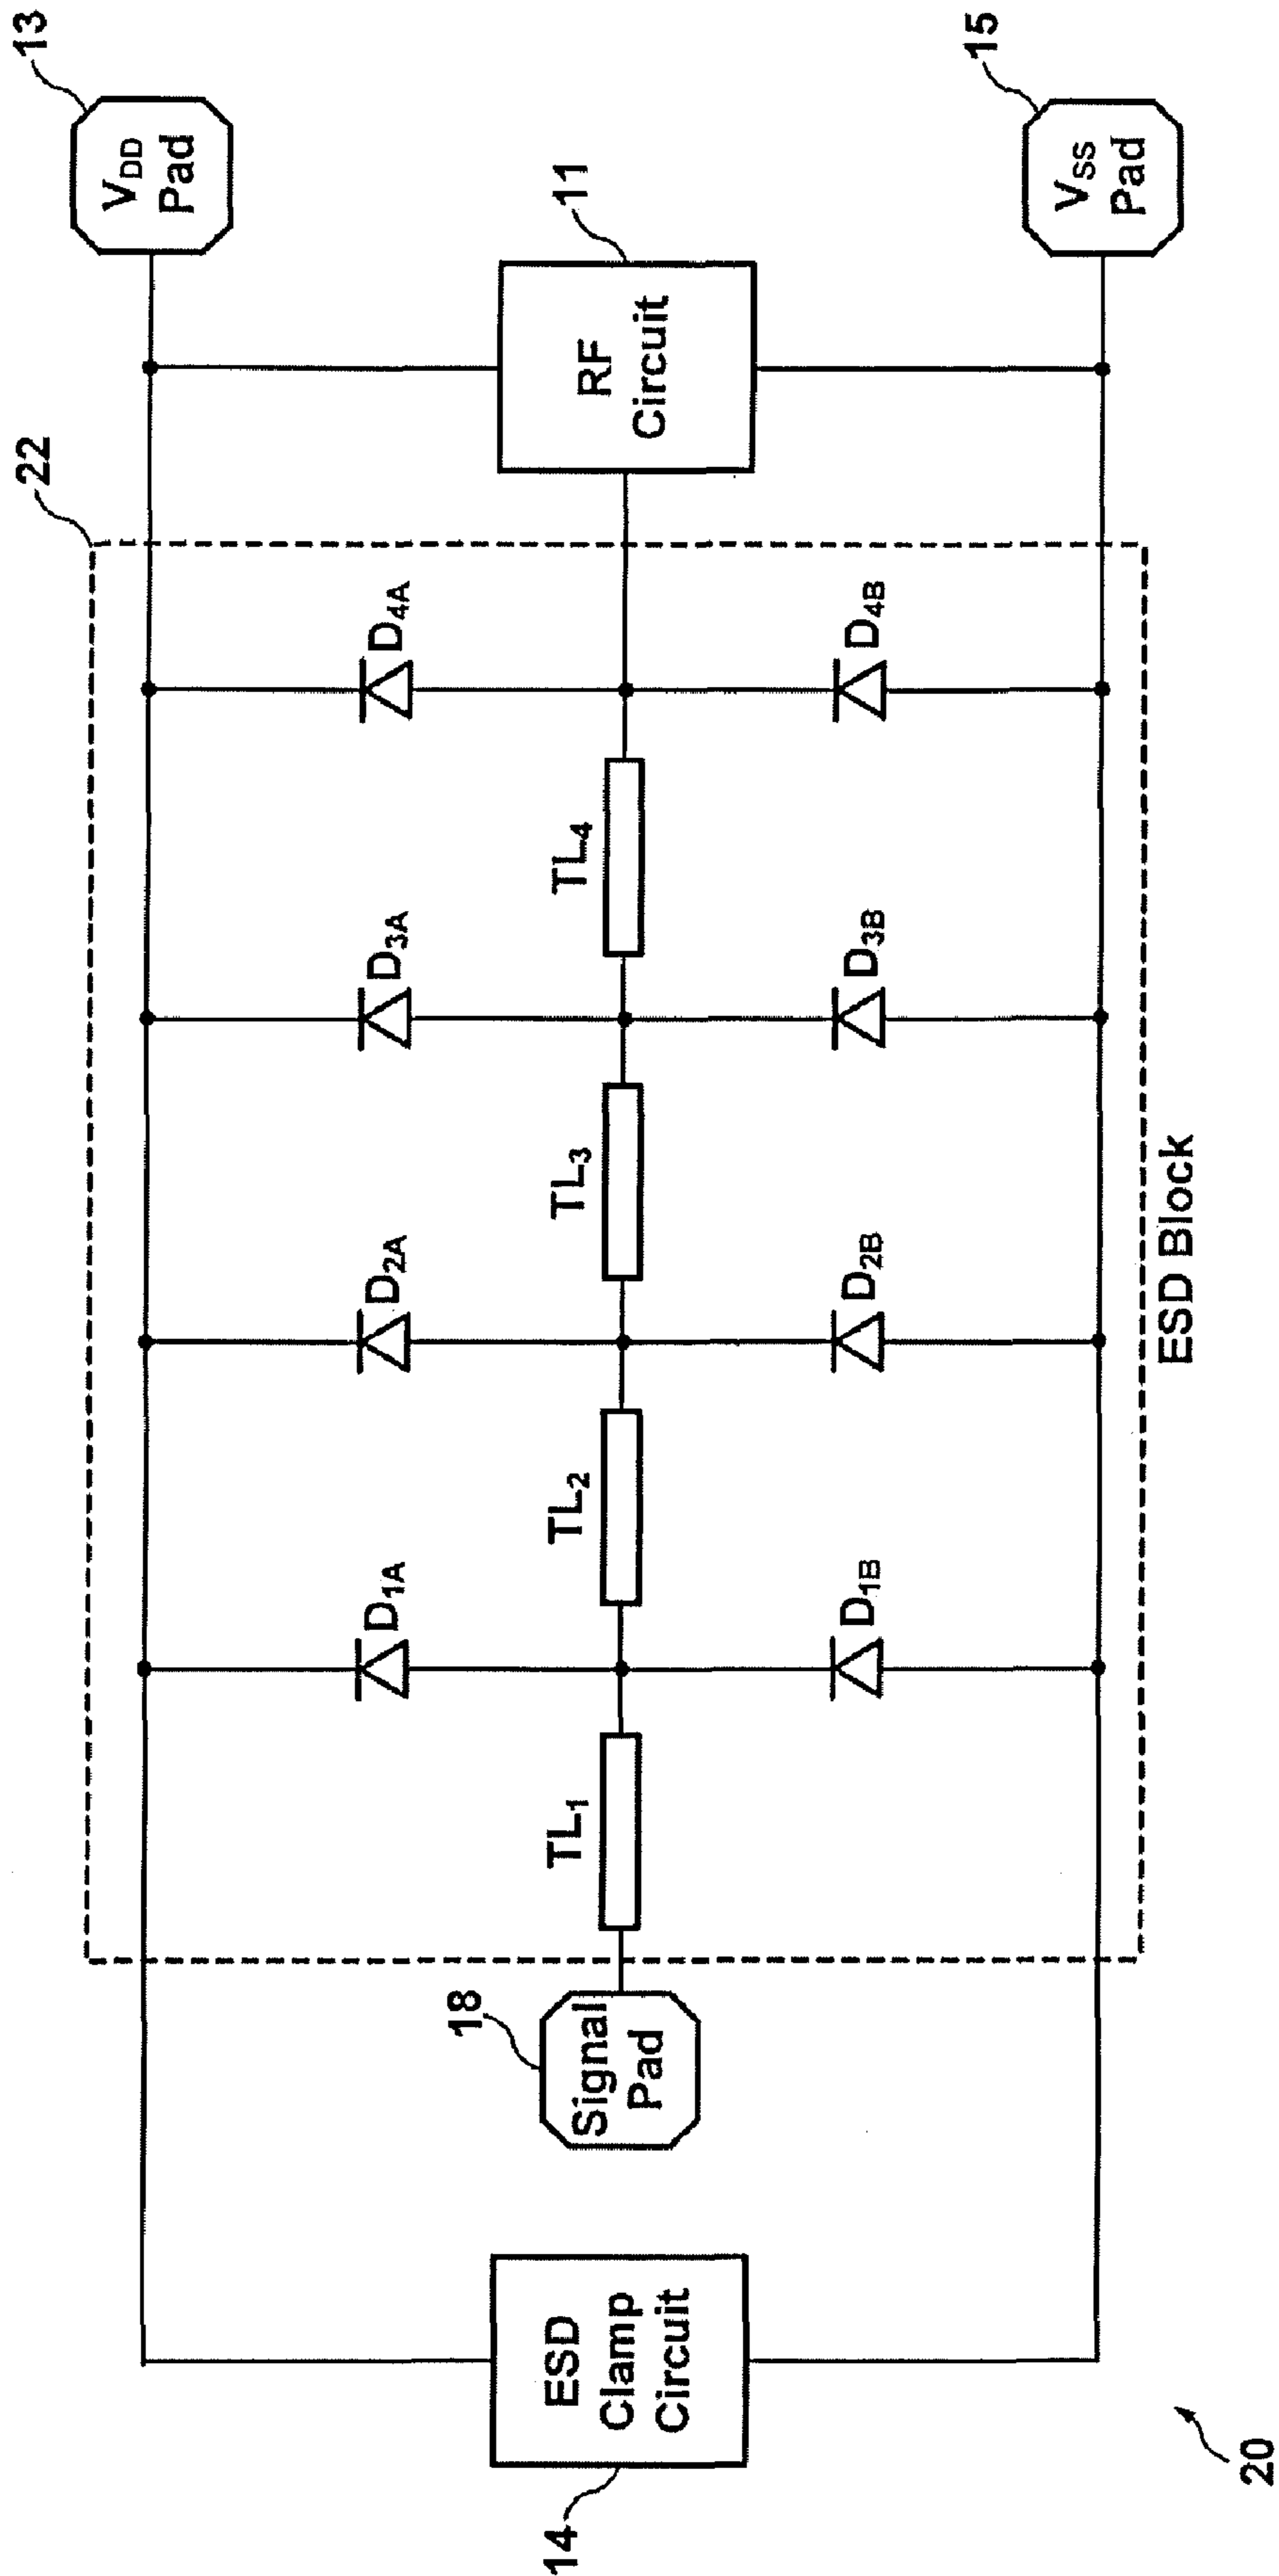 13
V_DD
Pad
22
D_1A
D_2A
D_3A
D_4A
14
ESD
Clamp
Circuit
18
Signal
Pad
TL_1
TL_2
TL_3
TL_4
11
RF
Circuit
D_1B
D_2B
D_3B
D_4B
15
V_SS
Pad
ESD Block
20